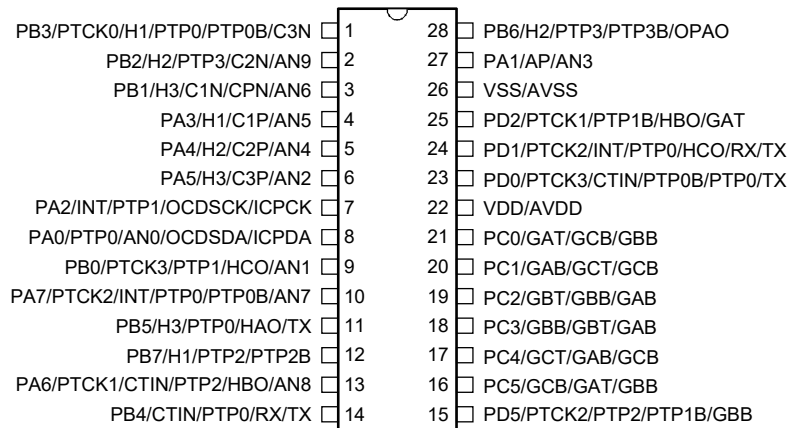 PB3/PTCK0/H1/PTP0/PTP0B/C3N 1 28 PB6/H2/PTP3/PTP3B/OPAO
PB2/H2/PTP3/C2N/AN9 2 27 PA1/AP/AN3
PB1/H3/C1N/CPN/AN6 3 26 VSS/AVSS
PA3/H1/C1P/AN5 4 25 PD2/PTCK1/PTP1B/HBO/GAT
PA4/H2/C2P/AN4 5 24 PD1/PTCK2/INT/PTP0/HCO/RX/TX
PA5/H3/C3P/AN2 6 23 PD0/PTCK3/CTIN/PTP0B/PTP0/TX
PA2/INT/PTP1/OCDSCK/ICPCK 7 22 VDD/AVDD
PA0/PTP0/AN0/OCDSDA/ICPDA 8 21 PC0/GAT/GCB/GBB
PB0/PTCK3/PTP1/HCO/AN1 9 20 PC1/GAB/GCT/GCB
PA7/PTCK2/INT/PTP0/PTP0B/AN7 10 19 PC2/GBT/GBB/GAB
PB5/H3/PTP0/HAO/TX 11 18 PC3/GBB/GBT/GAB
PB7/H1/PTP2/PTP2B 12 17 PC4/GCT/GAB/GCB
PA6/PTCK1/CTIN/PTP2/HBO/AN8 13 16 PC5/GCB/GAT/GBB
PB4/CTIN/PTP0/RX/TX 14 15 PD5/PTCK2/PTP2/PTP1B/GBB